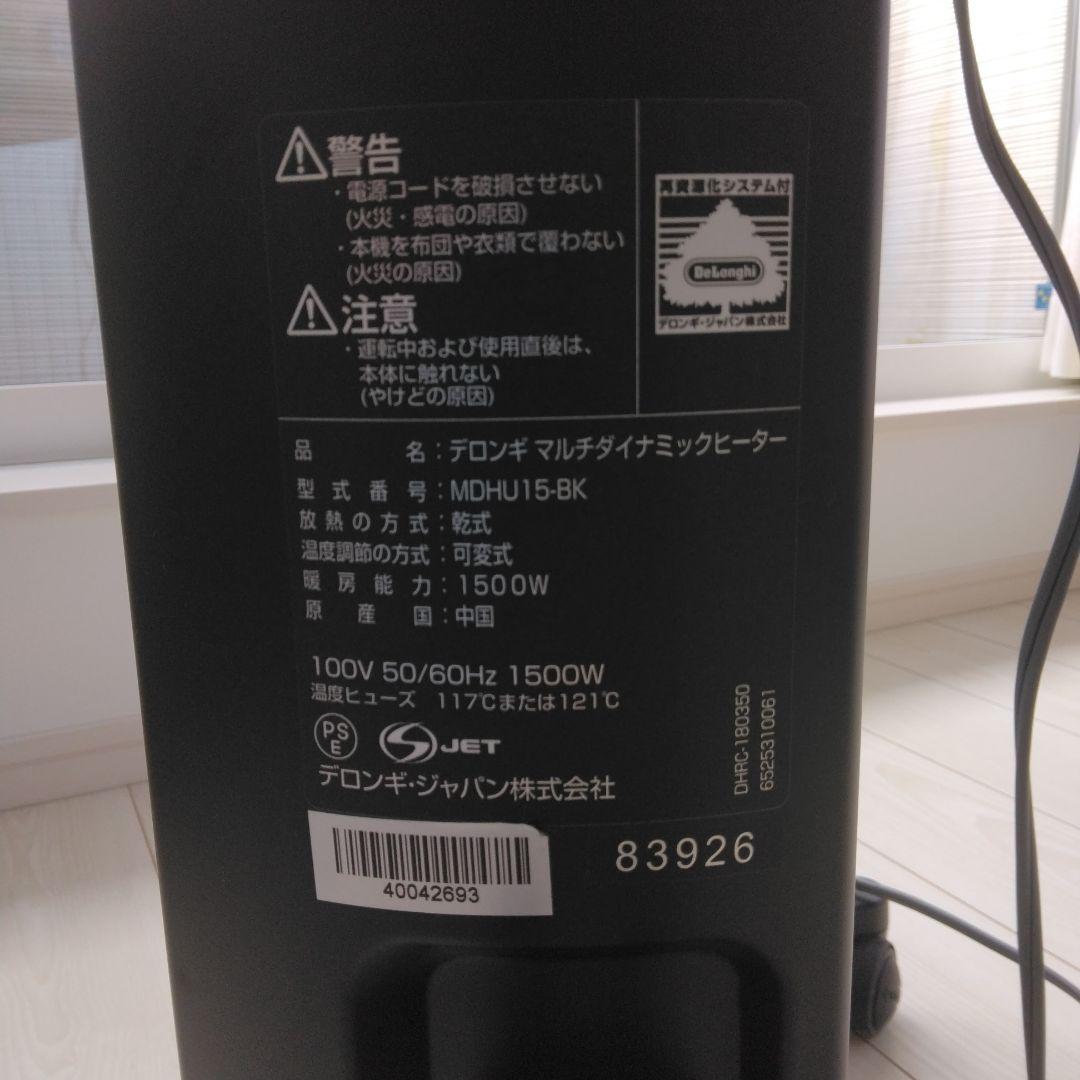 警告
・電源コードを破損させない
(火災・感電の原因)
・本機を布団や衣類で覆わない
(火災の原因)
注意
・運転中および使用直後は、
本体に触れない
(やけどの原因)
再資源化システム付
DeLonghi
デロンギ・ジャパン株式会社
品名：デロンギ マルチダイナミックヒーター
型式番号：MDHU15-BK
放熱の方式：乾式
温度調節の方式：可変式
暖房能力：1500W
原産国：中国
100V 50/60Hz 1500W
温度ヒューズ 117℃または121℃
PSE
JET
デロンギ・ジャパン株式会社
DHRC-180350
6525310061
40042693
83926